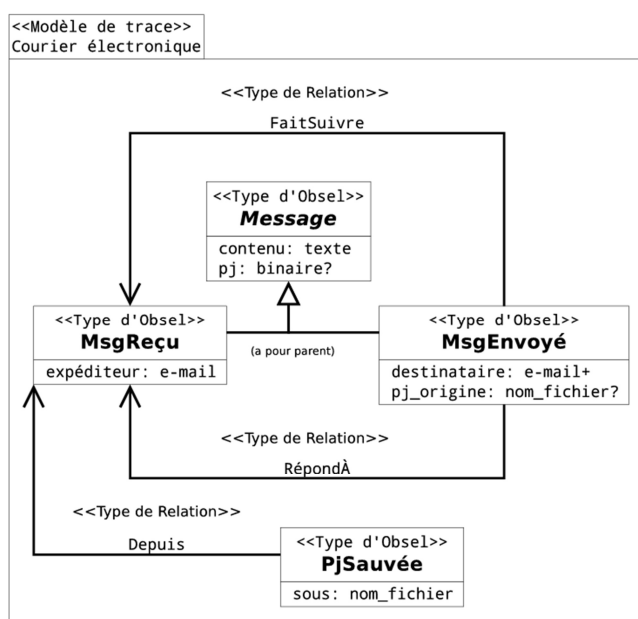 <<Modèle de trace>>
Courier électronique
<<Type de Relation>>
FaitSuivre
<<Type d'Obsel>>
Message
contenu: texte
pj: binaire?
<<Type d'Obsel>>
MsgReçu
expéditeur: e-mail
(a pour parent)
<<Type d'Obsel>>
MsgEnvoyé
destinataire: e-mail+
pj_origine: nom_fichier?
<<Type de Relation>>
RépondÀ
<<Type de Relation>>
Depuis
<<Type d'Obsel>>
PjSauvée
sous: nom_fichier